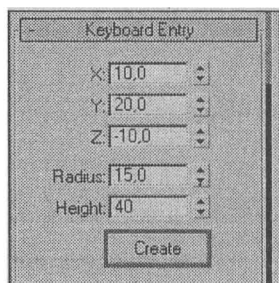 - Keyboard Entry
X: 10,0
Y: 20,0
Z: -10,0
Radius: 15,0
Height: 40
Create